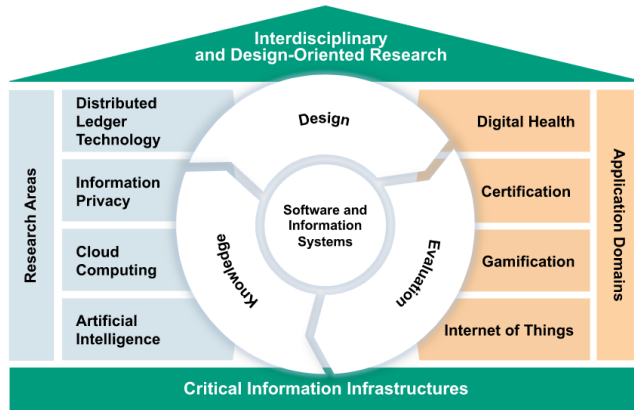 Interdisciplinary
and Design-Oriented Research
Research Areas
Distributed
Ledger
Technology
Information
Privacy
Cloud
Computing
Artificial
Intelligence
Design
Knowledge
Evaluation
Software and
Information
Systems
Digital Health
Certification
Gamification
Internet of Things
Application Domains
Critical Information Infrastructures